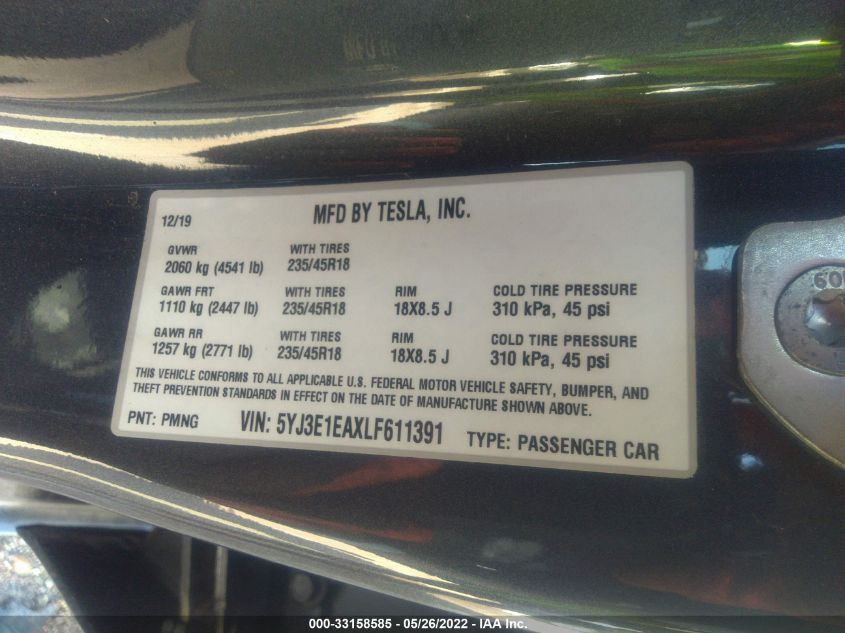 12/19 MFD BY TESLA, INC.
GVWR WITH TIRES
2060 kg (4541 lb) 235/45R18
GAWR FRT WITH TIRES RIM COLD TIRE PRESSURE
1110 kg (2447 lb) 235/45R18 18X8.5 J 310 kPa, 45 psi
GAWR RR WITH TIRES RIM COLD TIRE PRESSURE
1257 kg (2771 lb) 235/45R18 18X8.5 J 310 kPa, 45 psi
THIS VEHICLE CONFORMS TO ALL APPLICABLE U.S. FEDERAL MOTOR VEHICLE SAFETY, BUMPER, AND
THEFT PREVENTION STANDARDS IN EFFECT ON THE DATE OF MANUFACTURE SHOWN ABOVE.
PNT: PMNG VIN: 5YJ3E1EAXLF611391 TYPE: PASSENGER CAR
000-33158585 - 05/26/2022 - IAA Inc.